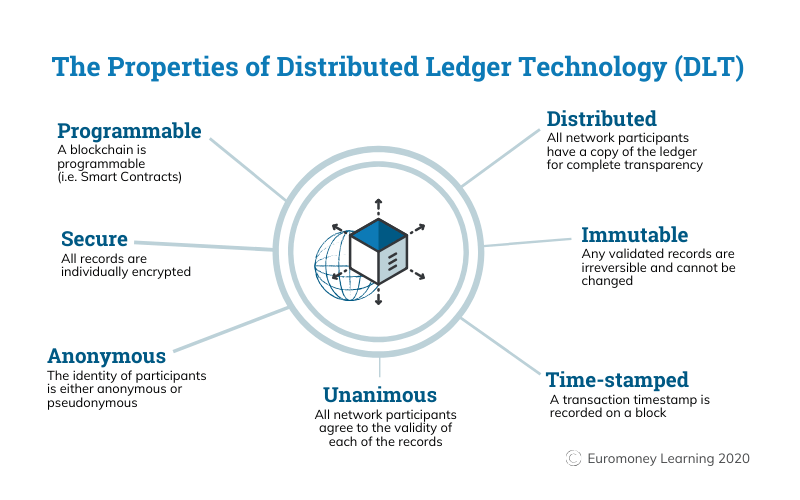 The Properties of Distributed Ledger Technology (DLT)
Programmable
A blockchain is
programmable
(i.e. Smart Contracts)
Distributed
All network participants
have a copy of the ledger
for complete transparency
Secure
All records are
individually encrypted
Immutable
Any validated records are
irreversible and cannot be
changed
Anonymous
The identity of participants
is either anonymous or
pseudonymous
Unanimous
All network participants
agree to the validity of
each of the records
Time-stamped
A transaction timestamp is
recorded on a block
© Euromoney Learning 2020